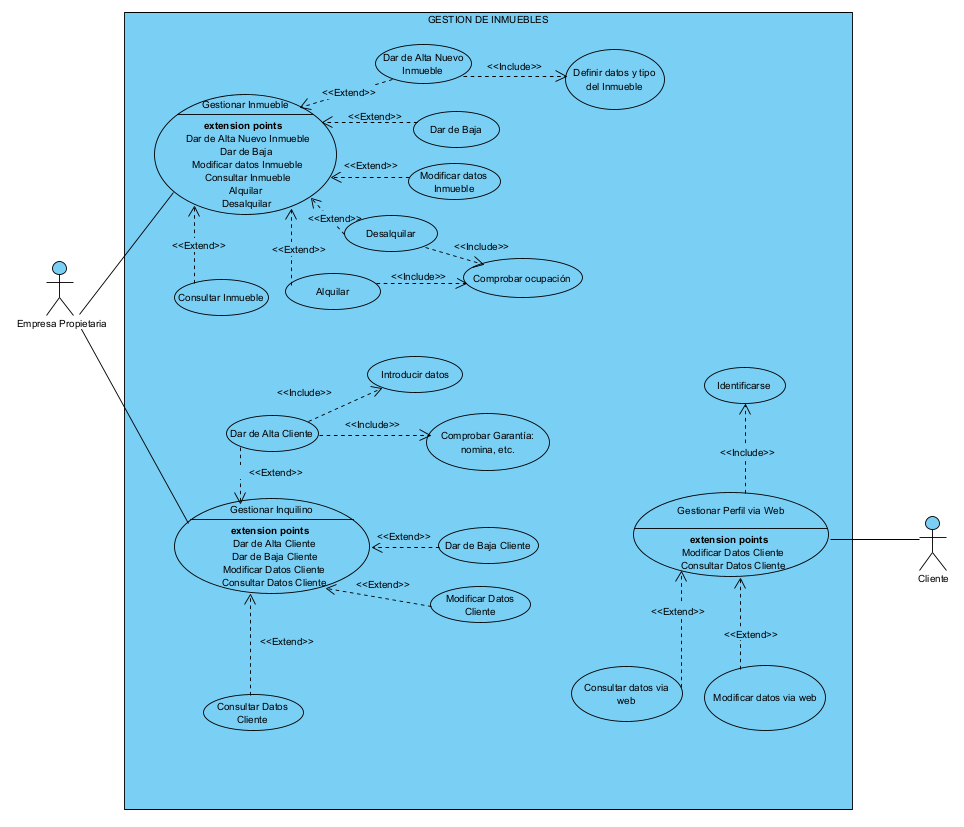 GESTION DE INMUEBLES
Dar de Alta Nuevo
Inmueble
<<Include>>
Definir datos y tipo
del Inmueble
<<Extend>>
Gestionar Inmueble
extension points
Dar de Alta Nuevo Inmueble
Dar de Baja
Modificar datos Inmueble
Consultar Inmueble
Alquilar
Desalquilar
<<Extend>>
Dar de Baja
<<Extend>>
Modificar datos
Inmueble
<<Extend>>
Desalquilar
<<Include>>
Comprobar ocupación
<<Extend>>
Consultar Inmueble
<<Extend>>
Alquilar
<<Include>>
Empresa Propietaria
Introducir datos
<<Include>>
Dar de Alta Cliente
<<Include>>
Comprobar Garantía:
nomina, etc.
<<Extend>>
Gestionar Inquilino
extension points
Dar de Alta Cliente
Dar de Baja Cliente
Modificar Datos Cliente
Consultar Datos Cliente
<<Extend>>
Dar de Baja Cliente
<<Extend>>
Modificar Datos
Cliente
<<Extend>>
Consultar Datos
Cliente
Identificarse
<<Include>>
Gestionar Perfil via Web
extension points
Modificar Datos Cliente
Consultar Datos Cliente
Cliente
<<Extend>>
<<Extend>>
Consultar datos via
web
Modificar datos via web